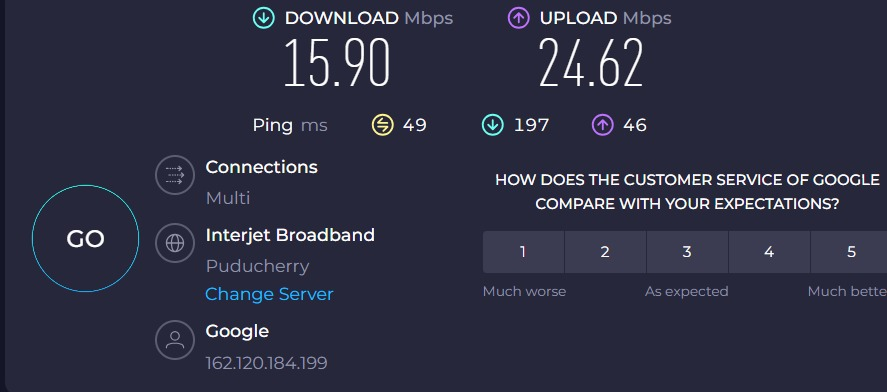 DOWNLOAD Mbps
UPLOAD Mbps
15.90
24.62
Ping ms 49 197 46
Connections
Multi
Interjet Broadband
Puducherry
Change Server
Google
162.120.184.199
GO
HOW DOES THE CUSTOMER SERVICE OF GOOGLE
COMPARE WITH YOUR EXPECTATIONS?
1 2 3 4 5
Much worse As expected Much bette